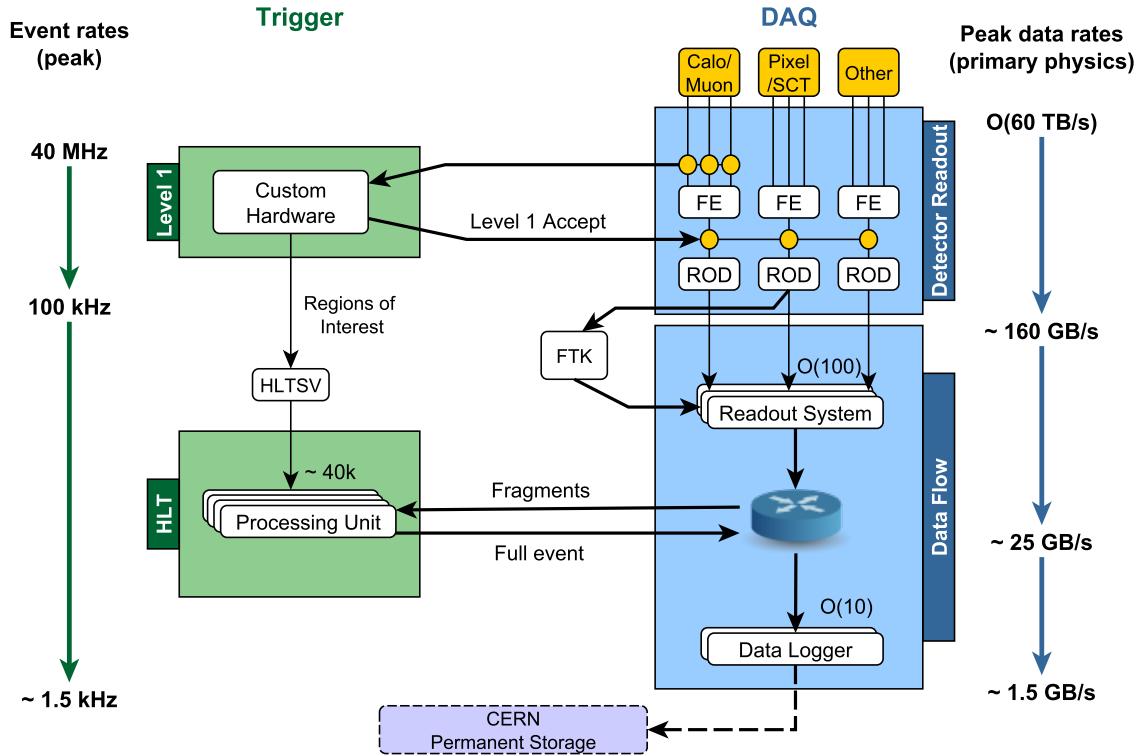 Trigger
DAQ
Event rates
(peak)
Peak data rates
(primary physics)
Calo/
Muon
Pixel
/SCT
Other
O(60 TB/s)
40 MHz
Level 1
Custom
Hardware
Level 1 Accept
FE
FE
FE
ROD
ROD
ROD
Detector Readout
100 kHz
Regions of
Interest
~ 160 GB/s
FTK
O(100)
HLTSV
Readout System
~ 40k
HLT
Processing Unit
Fragments
Full event
Data Flow
~ 25 GB/s
O(10)
Data Logger
~ 1.5 kHz
~ 1.5 GB/s
CERN
Permanent Storage